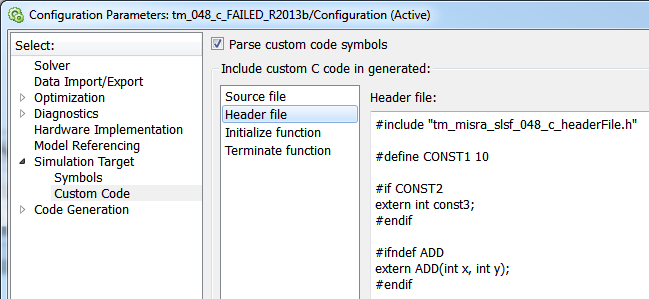 Configuration Parameters: tm_048_c_FAILED_R2013b/Configuration (Active)
Select:
Solver
Data Import/Export
Optimization
Diagnostics
Hardware Implementation
Model Referencing
Simulation Target
Symbols
Custom Code
Code Generation
Parse custom code symbols
Include custom C code in generated:
Source file
Header file
Initialize function
Terminate function
Header file:
#include "tm_misra_slsf_048_c_headerFile.h"
#define CONST1 10
#if CONST2
extern int const3;
#endif
#ifndef ADD
extern ADD(int x, int y);
#endif